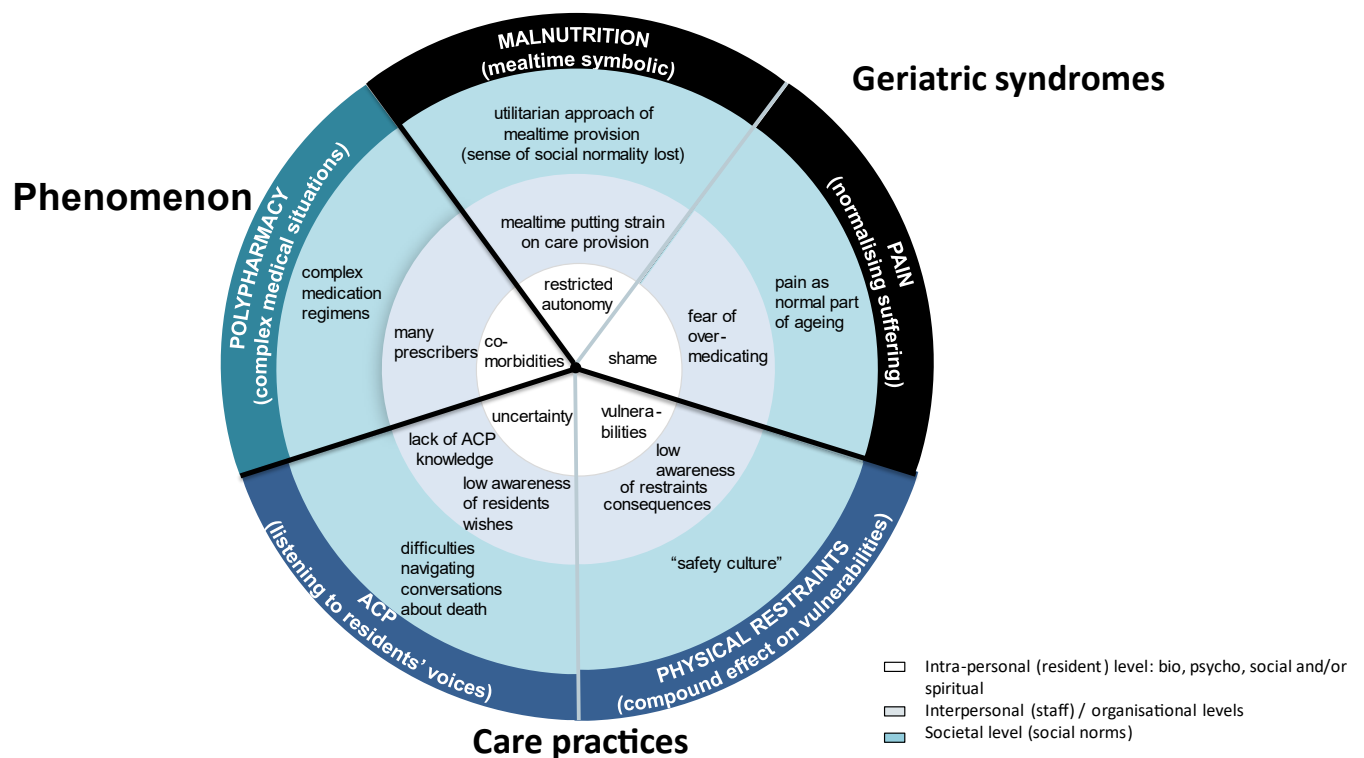 MALNUTRITION
(mealtime symbolic)
Geriatric syndromes
utilitarian approach of
mealtime provision
(sense of social normality lost)
Phenomenon
POLYPHARMACY
(complex medical situations)
PAIN
(normalising suffering)
mealtime putting strain
on care provision
complex
medication
regimens
restricted
autonomy
pain as
normal part
of ageing
many
prescribers
co-
morbidities
shame
fear of
over-
medicating
uncertainty
vulnera-
bilities
lack of ACP
knowledge
low awareness
of residents
wishes
low
awareness
of restraints
consequences
difficulties
navigating
conversations
about death
“safety culture”
ACP
(listening to residents’ voices)
PHYSICAL RESTRAINTS
(compound effect on vulnerabilities)
Care practices
Intra-personal (resident) level: bio, psycho, social and/or
spiritual
Interpersonal (staff) / organisational levels
Societal level (social norms)